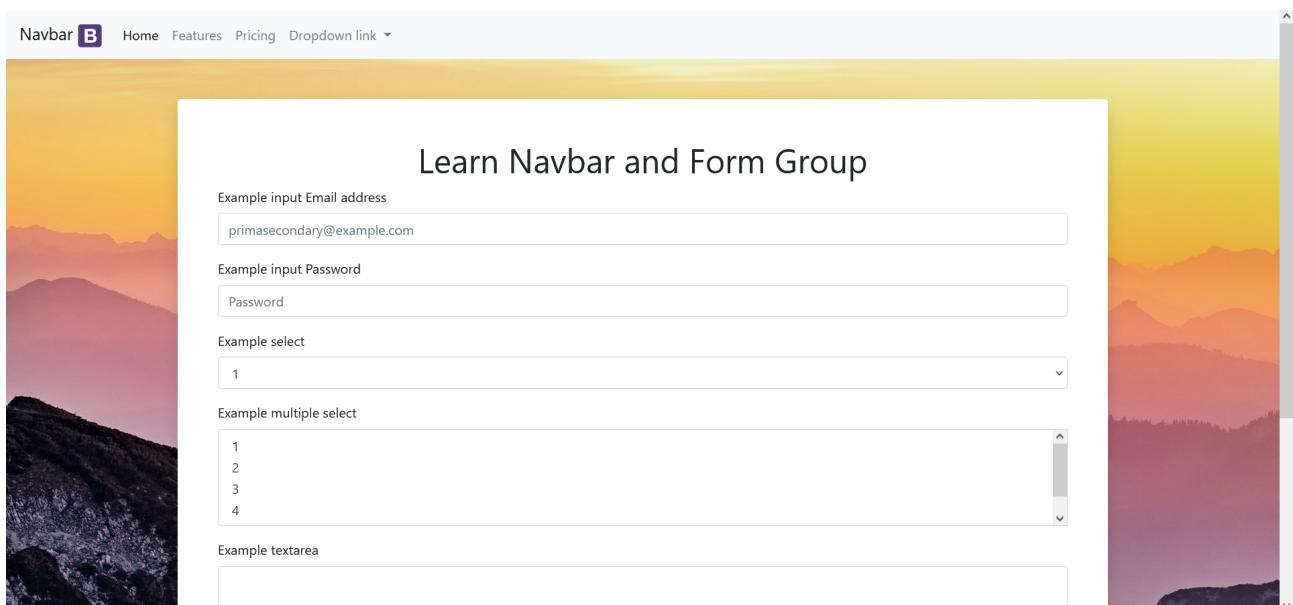 Navbar B Home Features Pricing Dropdown link
Learn Navbar and Form Group
Example input Email address
primasecondary@example.com
Example input Password
Password
Example select
1
Example multiple select
1
2
3
4
Example textarea